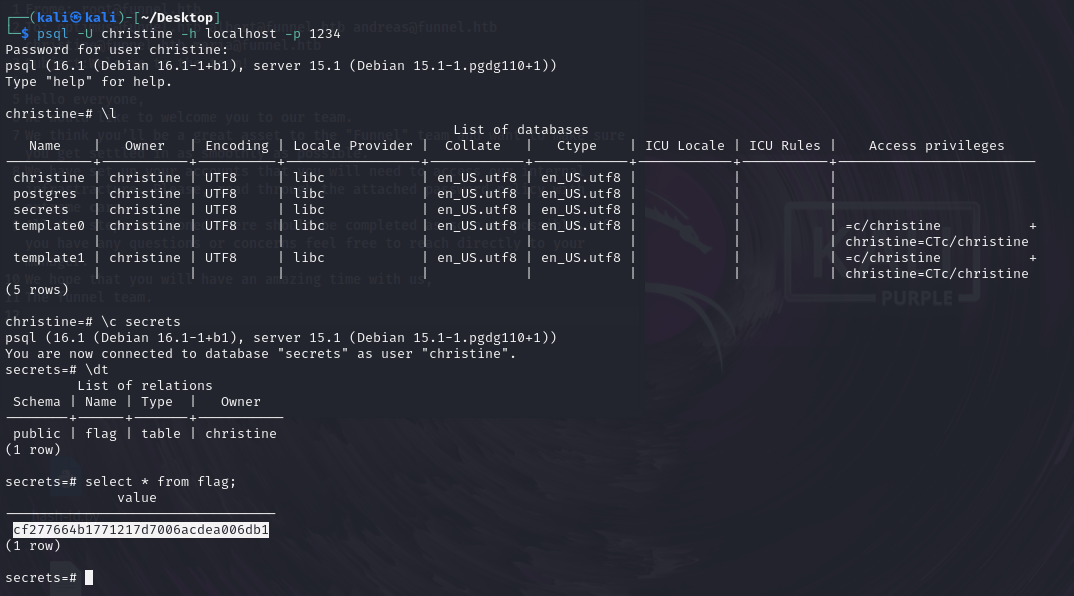 ┌──(kali㉿kali)-[~/Desktop]
└─$ psql -U christine -h localhost -p 1234
Password for user christine:
psql (16.1 (Debian 16.1-1+b1), server 15.1 (Debian 15.1-1.pgdg110+1))
Type "help" for help.

christine=# \l
                                                        List of databases
   Name    |   Owner   | Encoding | Locale Provider |  Collate   |   Ctype    | ICU Locale | ICU Rules |    Access privileges
-----------+-----------+----------+-----------------+------------+------------+------------+-----------+-------------------------
 christine | christine | UTF8     | libc            | en_US.utf8 | en_US.utf8 |            |           |
 postgres  | christine | UTF8     | libc            | en_US.utf8 | en_US.utf8 |            |           |
 secrets   | christine | UTF8     | libc            | en_US.utf8 | en_US.utf8 |            |           |
 template0 | christine | UTF8     | libc            | en_US.utf8 | en_US.utf8 |            |           | =c/christine           +
           |           |          |                 |            |            |            |           | christine=CTc/christine
 template1 | christine | UTF8     | libc            | en_US.utf8 | en_US.utf8 |            |           | =c/christine           +
           |           |          |                 |            |            |            |           | christine=CTc/christine
(5 rows)

christine=# \c secrets
psql (16.1 (Debian 16.1-1+b1), server 15.1 (Debian 15.1-1.pgdg110+1))
You are now connected to database "secrets" as user "christine".
secrets=# \dt
         List of relations
 Schema | Name | Type  |   Owner
--------+------+-------+-----------
 public | flag | table | christine
(1 row)

secrets=# select * from flag;
              value
----------------------------------
 cf277664b1771217d7006acdea006db1
(1 row)

secrets=#
PURPLE